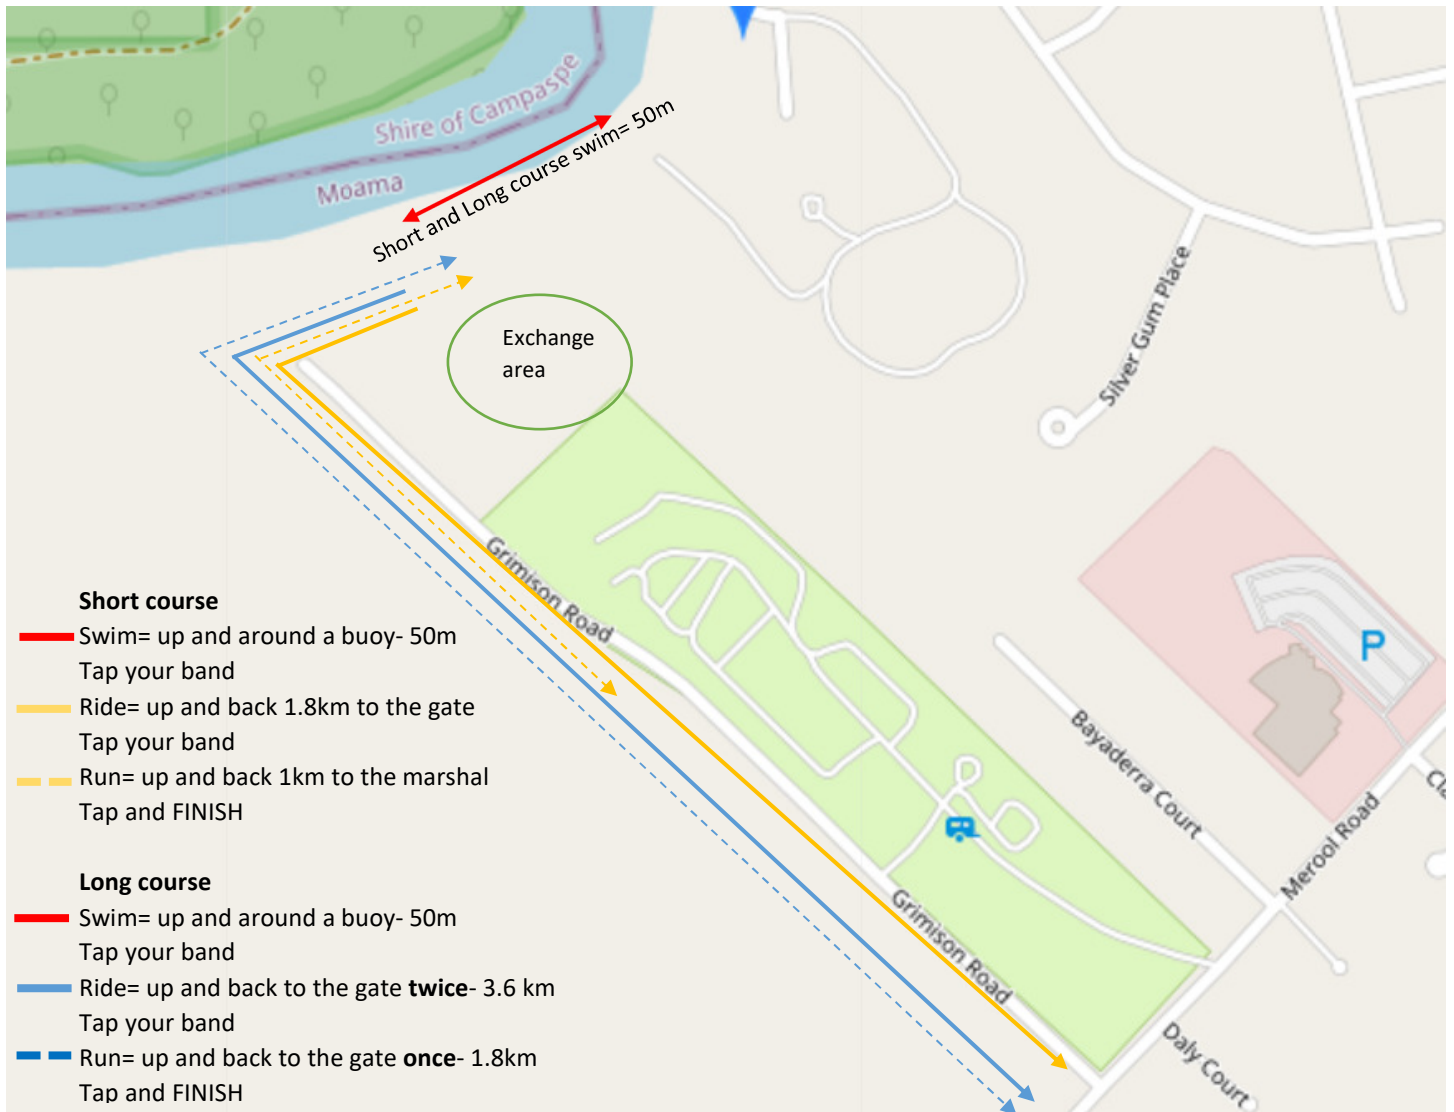 Shire of Campaspe
Moama
Short and Long course swim= 50m
Exchange
area
Silver Gum Place
Grimison Road
Short course
Swim= up and around a buoy- 50m
Tap your band
Ride= up and back 1.8km to the gate
Tap your band
Run= up and back 1km to the marshal
Tap and FINISH
Long course
Swim= up and around a buoy- 50m
Tap your band
Ride= up and back to the gate twice- 3.6 km
Tap your band
Run= up and back to the gate once- 1.8km
Tap and FINISH
P
Bayaderra Court
Merool Road
Grimison Road
Daly Court